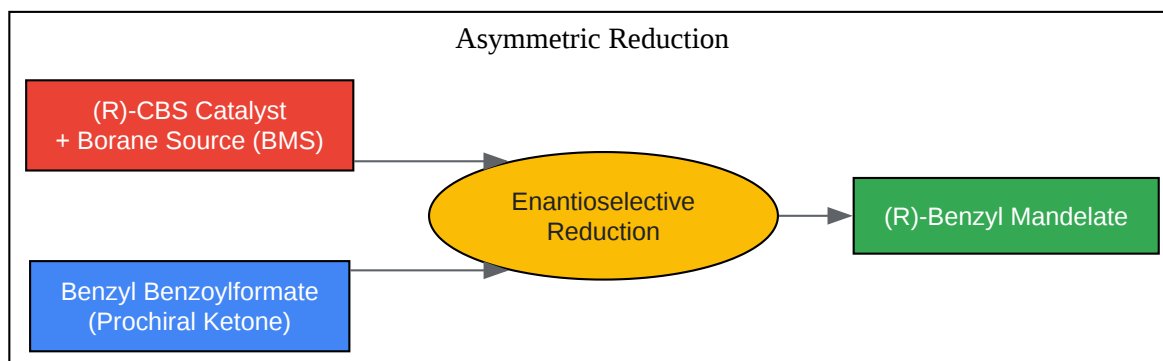 Asymmetric Reduction
(R)-CBS Catalyst
+ Borane Source (BMS)
Enantioselective
Reduction
(R)-Benzyl Mandelate
Benzyl Benzoylformate
(Prochiral Ketone)